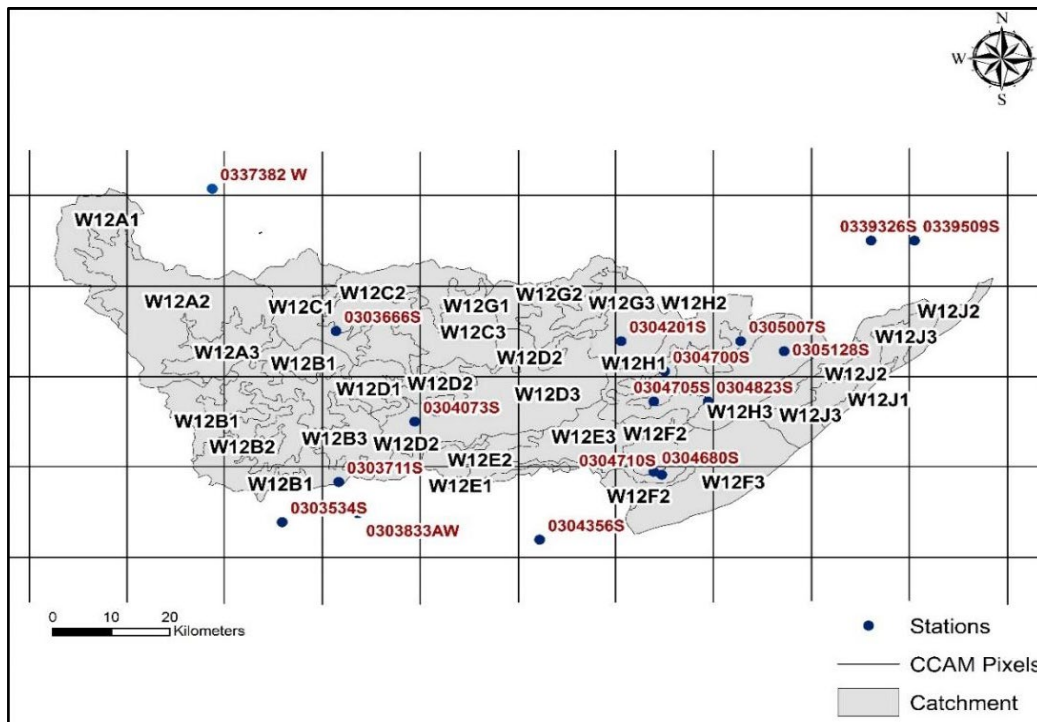 N
W E
S
0337382 W
W12A1
0339326S 0339509S
W12A2
W12C1
W12C2
W12G1
W12G2
W12G3
W12H2
W12J2
0303666S
W12C3
0304201S
0305007S
W12J3
W12A3
W12B1
W12D2
W12H1
0304700S
0305128S
W12J2
W12D1
W12D2
W12D3
0304705S
0304823S
W12J1
W12B1
0304073S
W12H3
W12J3
W12B2
W12B3
W12D2
W12E3
W12F2
0303711S
W12E2
0304710S
0304680S
W12B1
W12E1
W12F2
W12F3
0303534S
0303833AW
0304356S
0 10 20
Kilometers
Stations
CCAM Pixels
Catchment